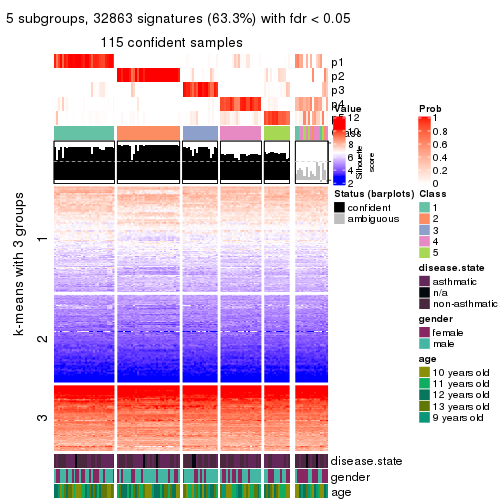 5 subgroups, 32863 signatures (63.3%) with fdr < 0.05
115 confident samples
p1
p2
p3
p4
Value
12
10
8
6
4
2
Silhouette
score
Prob
1
0.8
0.6
0.4
0.2
0
Status (barplots)
confident
ambiguous
Class
1
2
3
4
5
disease.state
asthmatic
n/a
non-asthmatic
gender
female
male
age
10 years old
11 years old
12 years old
13 years old
9 years old
k-means with 3 groups
1
2
3
disease.state
gender
age